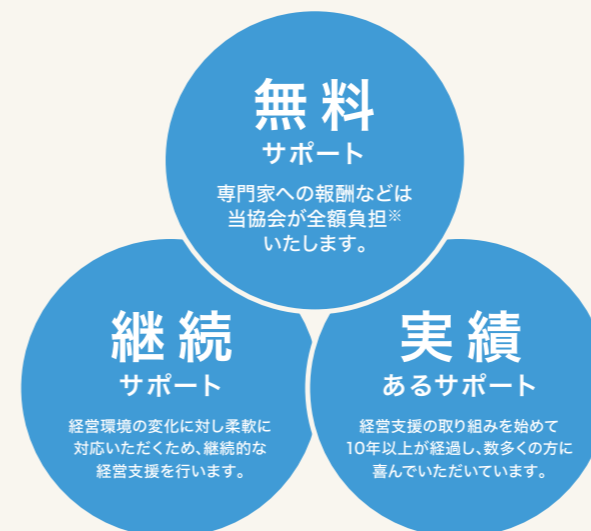 無料
サポート
専門家への報酬などは
当協会が全額負担※
いたします。
継続
サポート
経営環境の変化に対し柔軟に
対応いただくため、継続的な
経営支援を行います。
実績
あるサポート
経営支援の取り組みを始めて
10年以上が経過し、数多くの方に
喜んでいただいています。